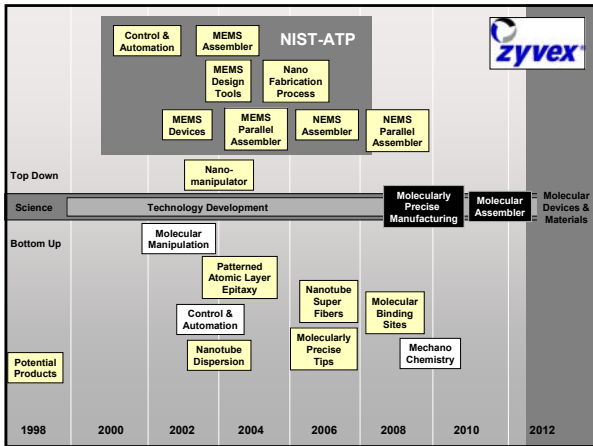 Control &
Automation
MEMS
Assembler
NIST-ATP
zyvex®
MEMS
Design
Tools
Nano
Fabrication
Process
MEMS
Devices
MEMS
Parallel
Assembler
NEMS
Assembler
NEMS
Parallel
Assembler
Top Down
Nano-
manipulator
Science
Technology Development
Molecularly
Precise
Manufacturing
Molecular
Assembler
Molecular
Devices &
Materials
Bottom Up
Molecular
Manipulation
Patterned
Atomic Layer
Epitaxy
Nanotube
Super
Fibers
Molecular
Binding
Sites
Control &
Automation
Nanotube
Dispersion
Molecularly
Precise
Tips
Mechano
Chemistry
Potential
Products
1998 2000 2002 2004 2006 2008 2010 2012